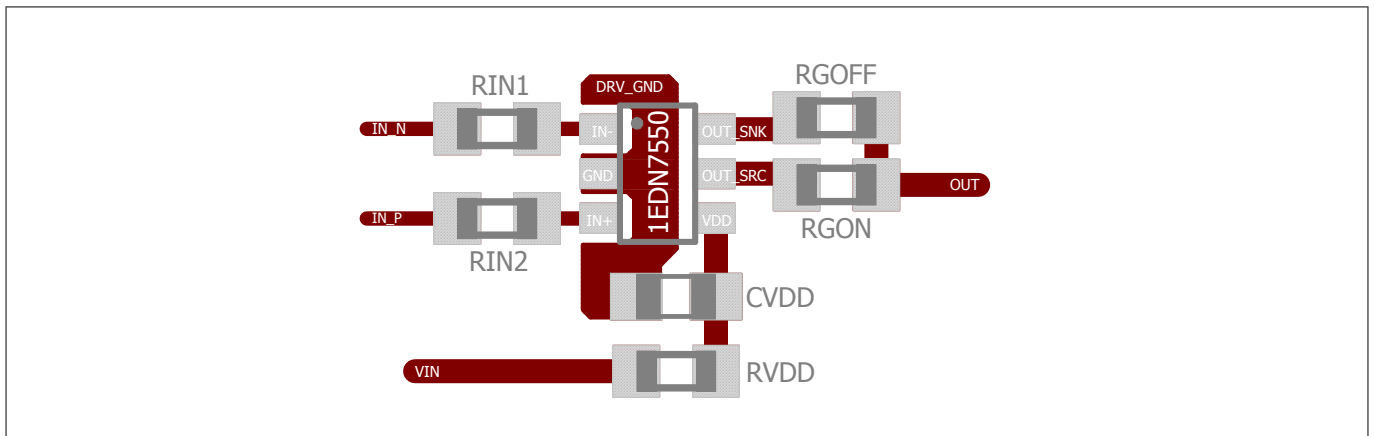 RGOFF
RIN1
DRV_GND
IN_N
IN-
OUT_SNK
1EDN7550
GND
OUT_SRC
OUT
IN_P
IN+
VDD
RGON
RIN2
CVDD
VIN
RVDD